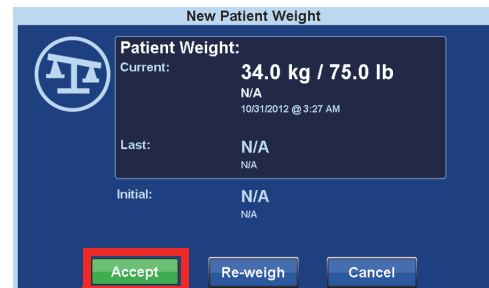 New Patient Weight
Patient Weight:
Current: 34.0 kg / 75.0 lb
N/A
10/31/2012 @ 3:27 AM
Last: N/A
N/A
Initial: N/A
N/A
Accept Re-weigh Cancel